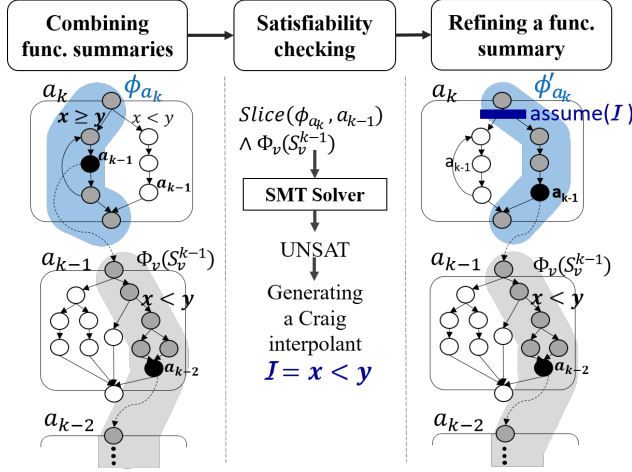 Combining
func. summaries
Satisfiability
checking
Refining a func.
summary
a_k
ϕ_{a_k}
x ≥ y
x < y
a_{k−1}
a_{k−1}
a_{k−1}
Φ_v(S_v^{k−1})
x < y
a_{k−2}
a_{k−2}
Slice(ϕ_{a_k}, a_{k−1})
∧ Φ_v(S_v^{k−1})
SMT Solver
UNSAT
Generating
a Craig
interpolant
I = x < y
a_k
ϕ′_{a_k}
assume(I)
a_{k-1}
a_{k-1}
a_{k−1}
Φ_v(S_v^{k−1})
x < y
a_{k−2}
a_{k−2}